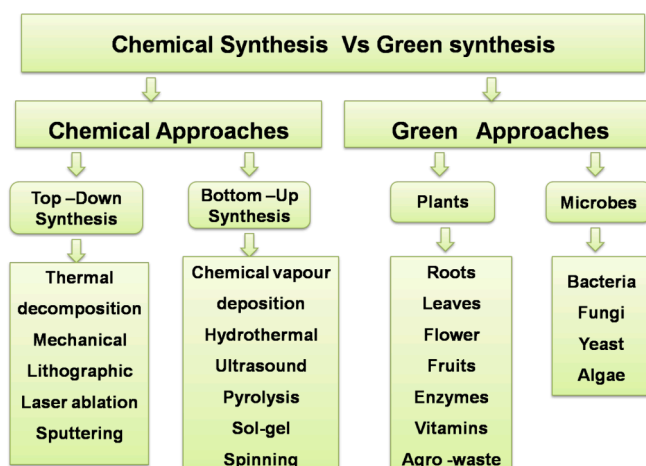 Chemical Synthesis Vs Green synthesis
Chemical Approaches
Green Approaches
Top –Down
Synthesis
Bottom –Up
Synthesis
Plants
Microbes
Thermal
decomposition
Mechanical
Lithographic
Laser ablation
Sputtering
Chemical vapour
deposition
Hydrothermal
Ultrasound
Pyrolysis
Sol-gel
Spinning
Roots
Leaves
Flower
Fruits
Enzymes
Vitamins
Agro -waste
Bacteria
Fungi
Yeast
Algae